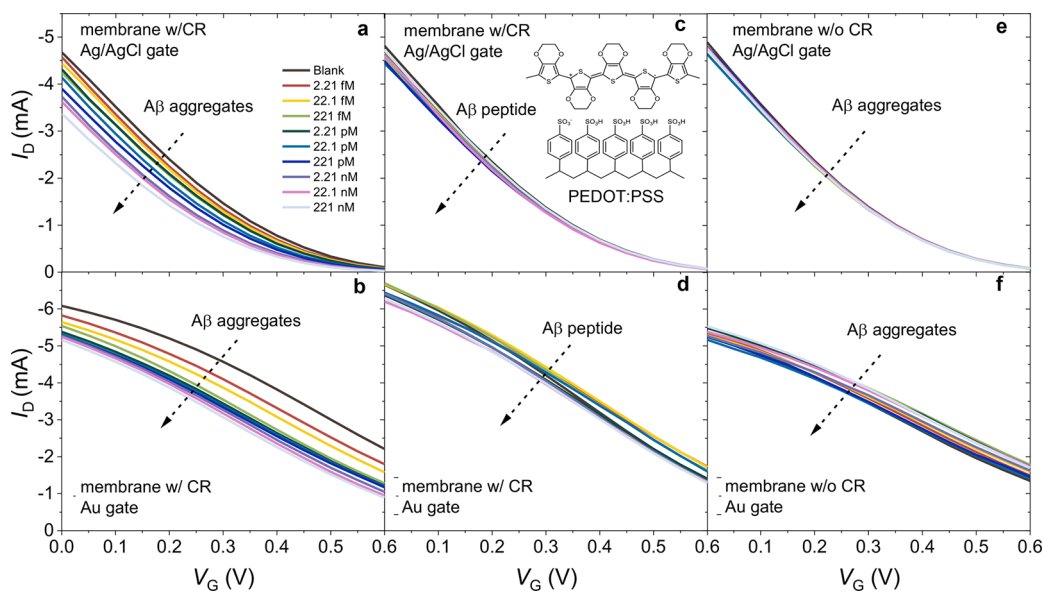 membrane w/CR
Ag/AgCl gate
a
Aβ aggregates
Blank
2.21 fM
22.1 fM
221 fM
2.21 pM
22.1 pM
221 pM
2.21 nM
22.1 nM
221 nM
-5
-4
-3
-2
-1
0
I_D (mA)
membrane w/CR
Ag/AgCl gate
c
Aβ peptide
S
S
S
S
S
O
O
O
O
O
O
O
O
O
O
SO₃⁻
SO₃H
SO₃H
SO₃H
SO₃H
PEDOT:PSS
membrane w/o CR
Ag/AgCl gate
e
Aβ aggregates
b
Aβ aggregates
membrane w/ CR
Au gate
-6
-5
-4
-3
-2
-1
0
I_D (mA)
0.0 0.1 0.2 0.3 0.4 0.5 0.6
V_G (V)
d
Aβ peptide
membrane w/ CR
Au gate
0.1 0.2 0.3 0.4 0.5 0.6
V_G (V)
f
Aβ aggregates
membrane w/o CR
Au gate
0.1 0.2 0.3 0.4 0.5 0.6
V_G (V)